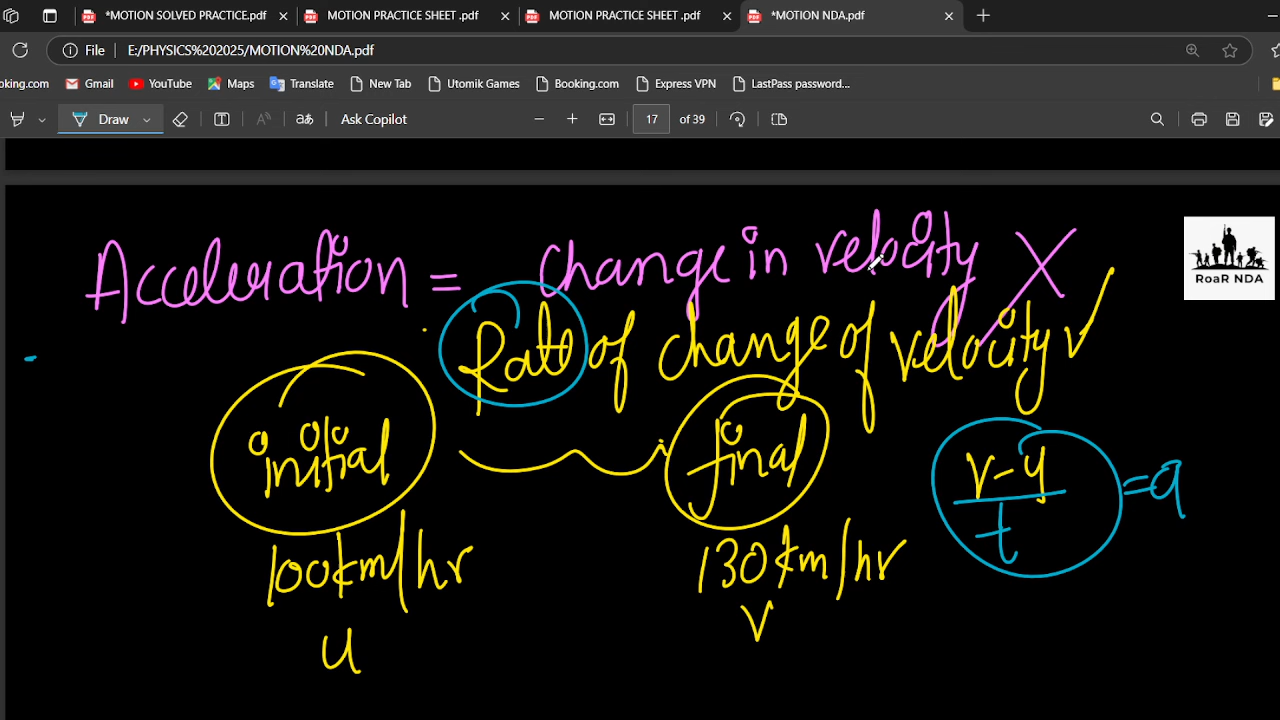 *MOTION SOLVED PRACTICE.pdf MOTION PRACTICE SHEET .pdf MOTION PRACTICE SHEET .pdf *MOTION NDA.pdf
File E:/PHYSICS%202025/MOTION%20NDA.pdf
oking.com Gmail YouTube Maps Translate New Tab Utomik Games Booking.com Express VPN LastPass password...
Draw aあ Ask Copilot 17 of 39
Acceleration = Change in velocity X
RoaR NDA
Rate of change of velocity ✓
initial final
v-u
t
= a
100km/hr 130km/hr
u v